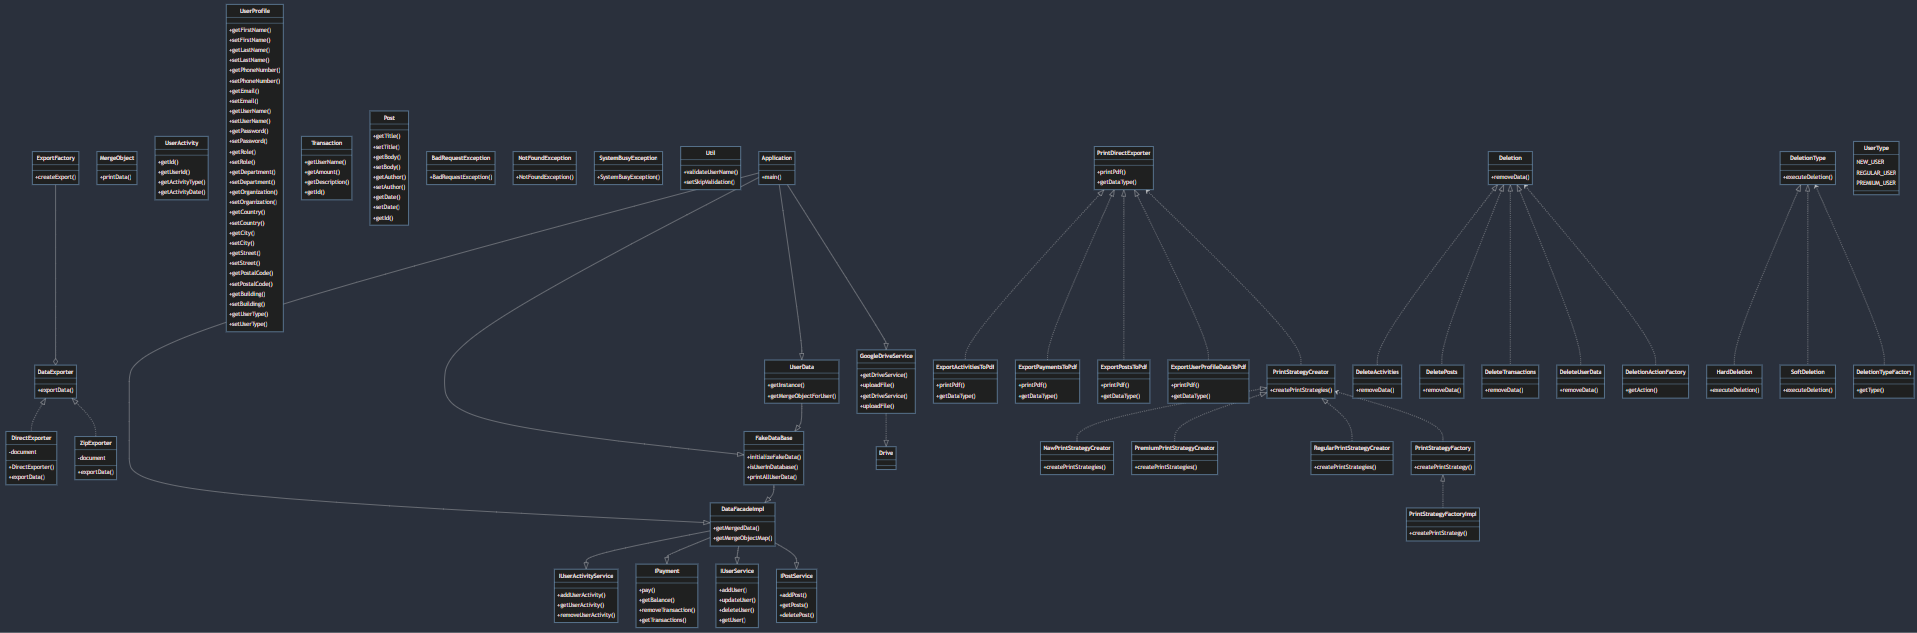 UserProfile
+getFirstName()
+setFirstName()
+getLastName()
+setLastName()
+getPhoneNumber()
+setPhoneNumber()
+getEmail()
+setEmail()
+getUserName()
+setUserName()
+getPassword()
+setPassword()
+getRole()
+setRole()
+getDepartment()
+setDepartment()
+getOrganization()
+setOrganization()
+getCountry()
+setCountry()
+getCity()
+setCity()
+getStreet()
+setStreet()
+getPostalCode()
+setPostalCode()
+getBuilding()
+setBuilding()
+getUserType()
+setUserType()
ExportFactory
+createExport()
MergeObject
+printData()
UserActivity
+getId()
+getUserId()
+getActivityType()
+getActivityDate()
Transaction
+getUserName()
+getAmount()
+getDescription()
+getId()
Post
+getTitle()
+setTitle()
+getBody()
+setBody()
+getAuthor()
+setAuthor()
+getDate()
+setDate()
+getId()
BadRequestException
+BadRequestException()
NotFoundException
+NotFoundException()
SystemBusyException
+SystemBusyException()
Util
+validateUserName()
+setSkipValidation()
Application
+main()
PrintDirectExporter
+printPdf()
+getDataType()
Deletion
+removeData()
DeletionType
+executeDeletion()
UserType
NEW_USER
REGULAR_USER
PREMIUM_USER
DataExporter
+exportData()
UserData
+getInstance()
+getMergeObjectForUser()
GoogleDriveService
+getDriveService()
+uploadFile()
+getDriveService()
+uploadFile()
ExportActivitiesToPdf
+printPdf()
+getDataType()
ExportPaymentsToPdf
+printPdf()
+getDataType()
ExportPostsToPdf
+printPdf()
+getDataType()
ExportUserProfileDataToPdf
+printPdf()
+getDataType()
PrintStrategyCreator
+createPrintStrategies()
DeleteActivities
+removeData()
DeletePosts
+removeData()
DeleteTransactions
+removeData()
DeleteUserData
+removeData()
DeletionActionFactory
+getAction()
HardDeletion
+executeDeletion()
SoftDeletion
+executeDeletion()
DeletionTypeFactory
+getType()
DirectExporter
-document
+DirectExporter()
+exportData()
ZipExporter
-document
+exportData()
FakeDataBase
+initializeFakeData()
+isUserInDatabase()
+printAllUserData()
Drive
NewPrintStrategyCreator
+createPrintStrategies()
PremiumPrintStrategyCreator
+createPrintStrategies()
RegularPrintStrategyCreator
+createPrintStrategies()
PrintStrategyFactory
+createPrintStrategy()
DataFacadeImpl
+getMergedData()
+getMergeObjectMap()
PrintStrategyFactoryImpl
+createPrintStrategy()
IUserActivityService
+addUserActivity()
+getUserActivity()
+removeUserActivity()
IPayment
+pay()
+getBalance()
+removeTransaction()
+getTransactions()
IUserService
+addUser()
+updateUser()
+deleteUser()
+getUser()
IPostService
+addPost()
+getPosts()
+deletePost()